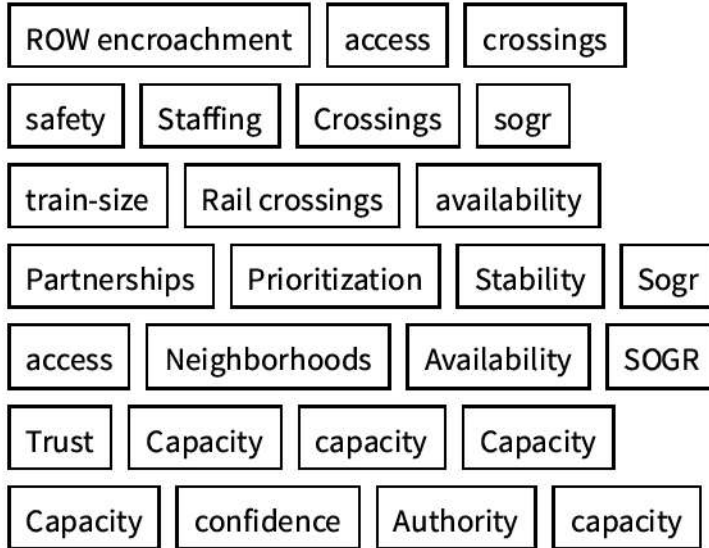 ROW encroachment access crossings
safety Staffing Crossings sogr
train-size Rail crossings availability
Partnerships Prioritization Stability Sogr
access Neighborhoods Availability SOGR
Trust Capacity capacity Capacity
Capacity confidence Authority capacity